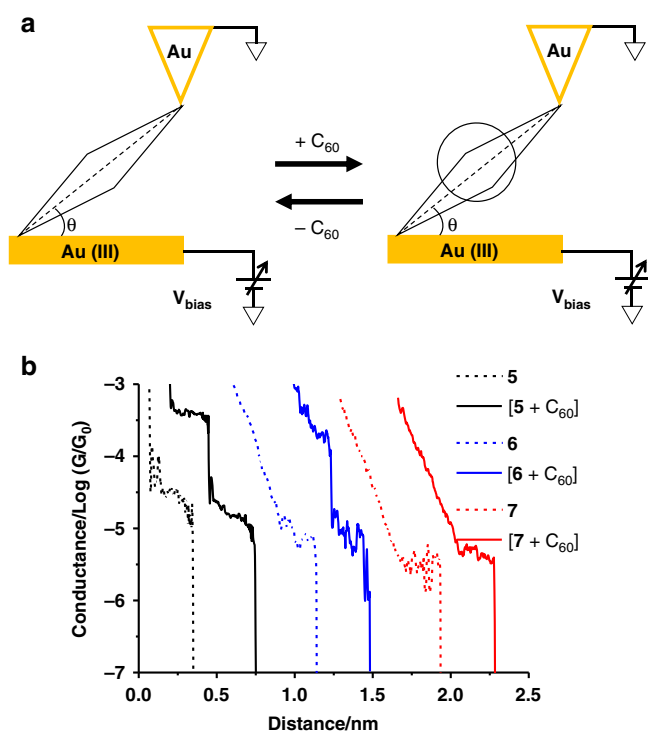 a
Au
Au
+ C₆₀
− C₆₀
θ
θ
Au (III)
Au (III)
V_bias
V_bias
b
Conductance/Log (G/G₀)
−3
−4
−5
−6
−7
0.0
0.5
1.0
1.5
2.0
2.5
Distance/nm
5
[5 + C₆₀]
6
[6 + C₆₀]
7
[7 + C₆₀]